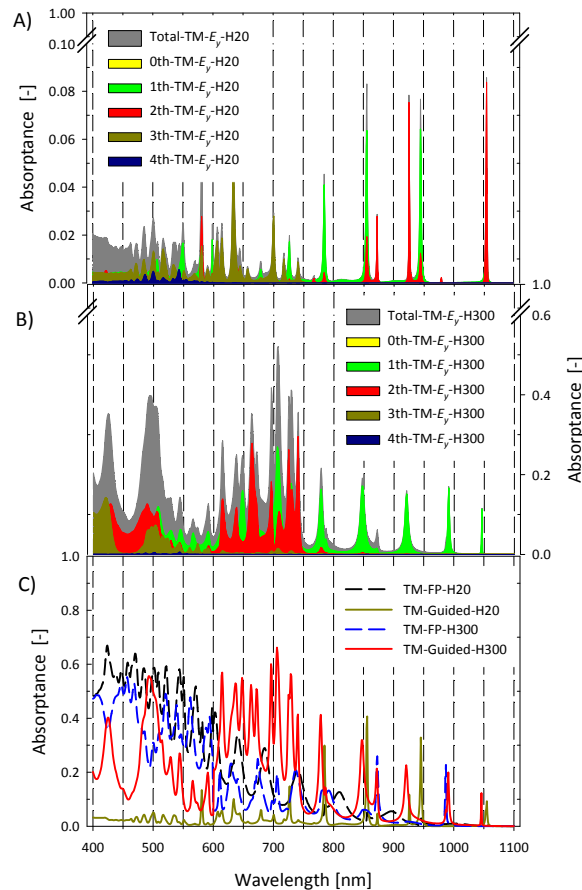 A)
1.0
0.10
0.08
0.06
0.04
0.02
0.00
Absorptance [-]
Total-TM-Ey-H20
0th-TM-Ey-H20
1th-TM-Ey-H20
2th-TM-Ey-H20
3th-TM-Ey-H20
4th-TM-Ey-H20
B)
1.0
0.6
0.4
0.2
0.0
Absorptance [-]
Total-TM-Ey-H300
0th-TM-Ey-H300
1th-TM-Ey-H300
2th-TM-Ey-H300
3th-TM-Ey-H300
4th-TM-Ey-H300
C)
1.0
0.8
0.6
0.4
0.2
0.0
Absorptance [-]
TM-FP-H20
TM-Guided-H20
TM-FP-H300
TM-Guided-H300
400 500 600 700 800 900 1000 1100
Wavelength [nm]